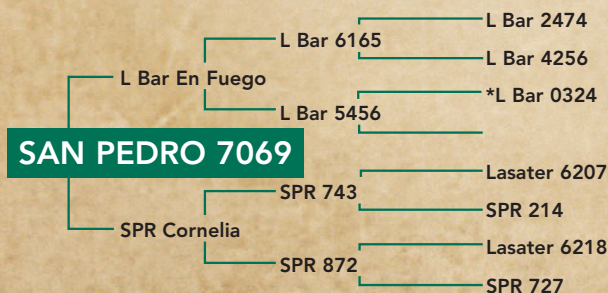 L Bar 2474
L Bar 6165
L Bar 4256
L Bar En Fuego
*L Bar 0324
L Bar 5456
SAN PEDRO 7069
Lasater 6207
SPR 743
SPR 214
SPR Cornelia
Lasater 6218
SPR 872
SPR 727